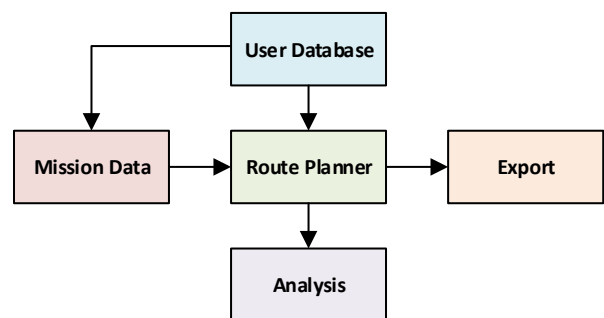 User Database
Mission Data
Route Planner
Export
Analysis